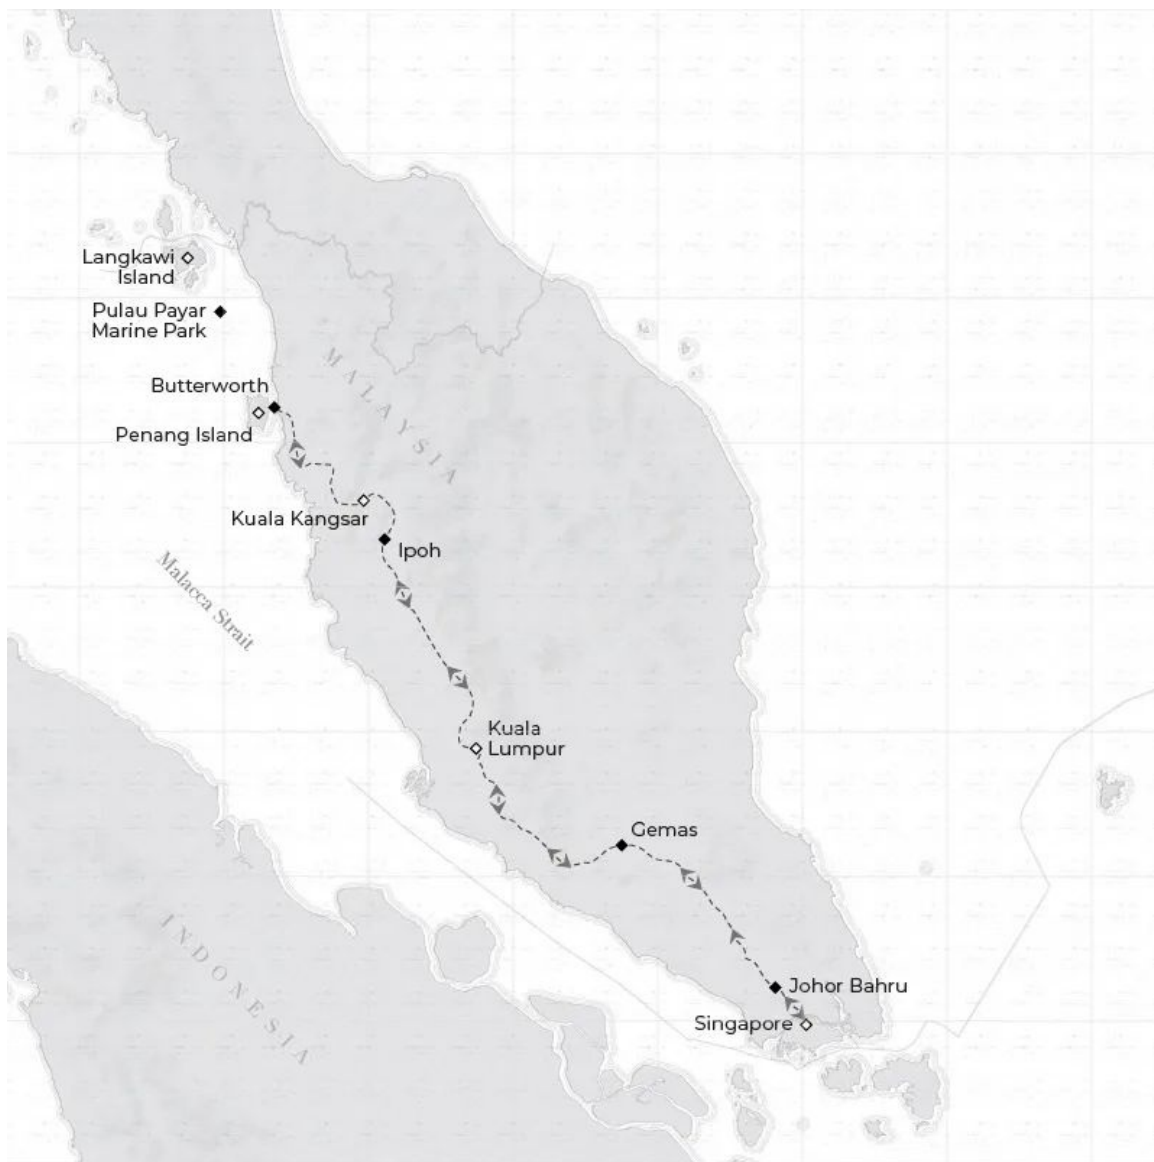 Langkawi
Island
Pulau Payar
Marine Park
MALAYSIA
Butterworth
Penang Island
Kuala Kangsar
Ipoh
Malacca Strait
Kuala
Lumpur
Gemas
INDONESIA
Johor Bahru
Singapore